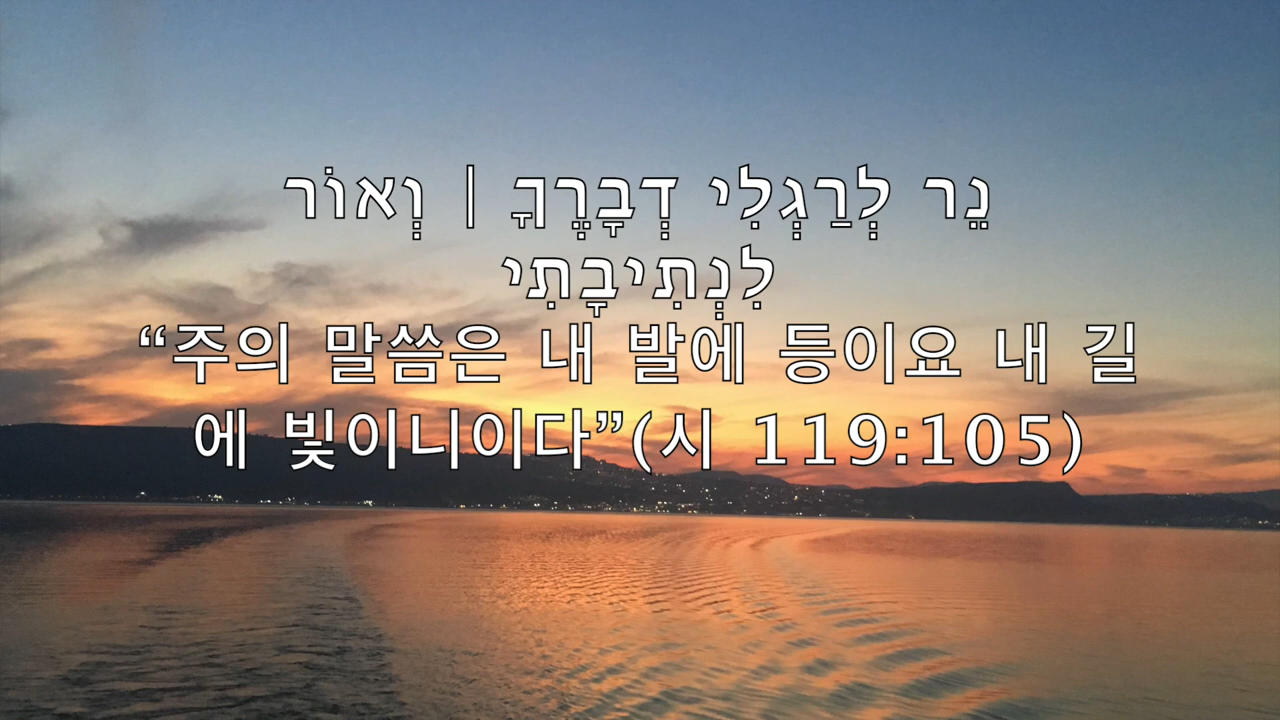 נֵר לְרַגְלִי דְבָרֶךָ | וְאוֹר
לִנְתִיבָתִי
“주의 말씀은 내 발에 등이요 내 길
에 빛이니이다”(시 119:105)